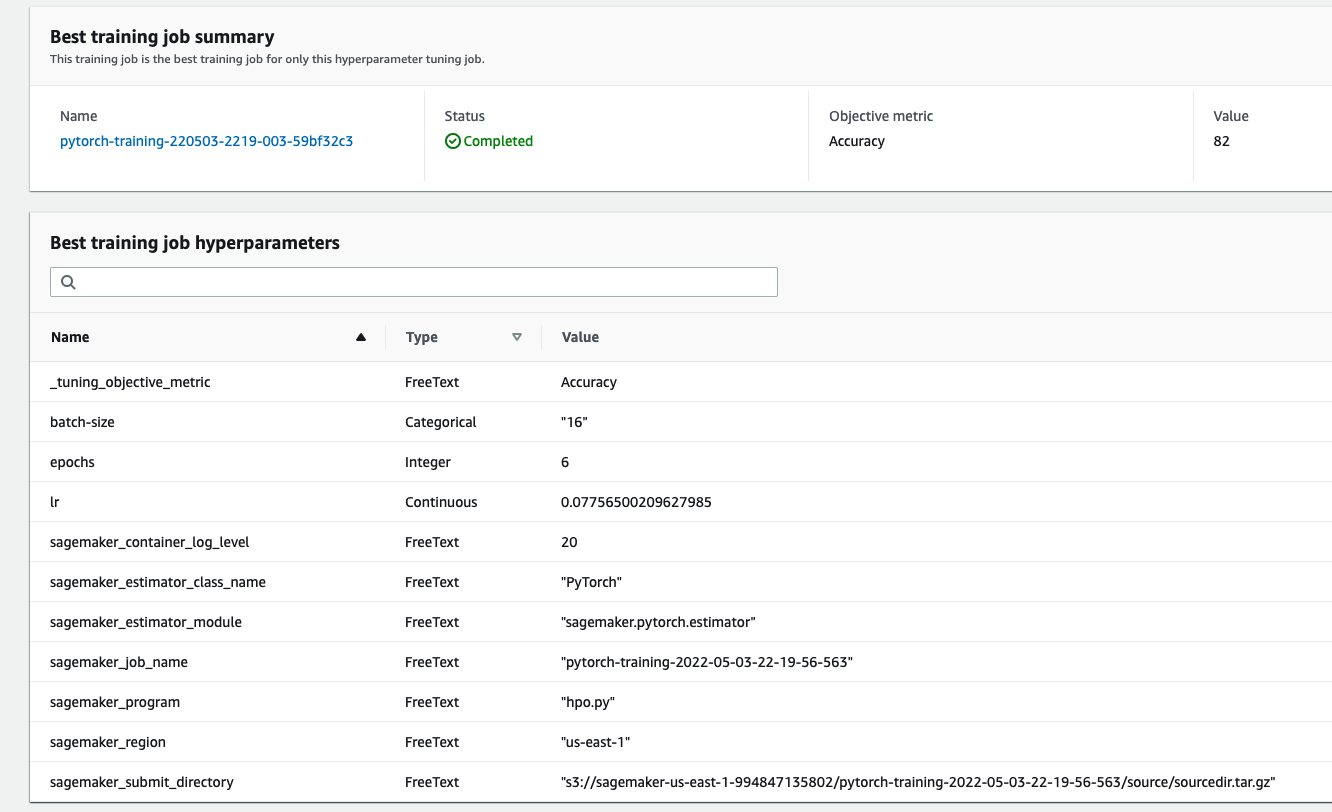 Best training job summary
This training job is the best training job for only this hyperparameter tuning job.
Name Status Objective metric Value
pytorch-training-220503-2219-003-59bf32c3 Completed Accuracy 82
Best training job hyperparameters
Name Type Value
_tuning_objective_metric FreeText Accuracy
batch-size Categorical "16"
epochs Integer 6
lr Continuous 0.07756500209627985
sagemaker_container_log_level FreeText 20
sagemaker_estimator_class_name FreeText "PyTorch"
sagemaker_estimator_module FreeText "sagemaker.pytorch.estimator"
sagemaker_job_name FreeText "pytorch-training-2022-05-03-22-19-56-563"
sagemaker_program FreeText "hpo.py"
sagemaker_region FreeText "us-east-1"
sagemaker_submit_directory FreeText "s3://sagemaker-us-east-1-994847135802/pytorch-training-2022-05-03-22-19-56-563/source/sourcedir.tar.gz"